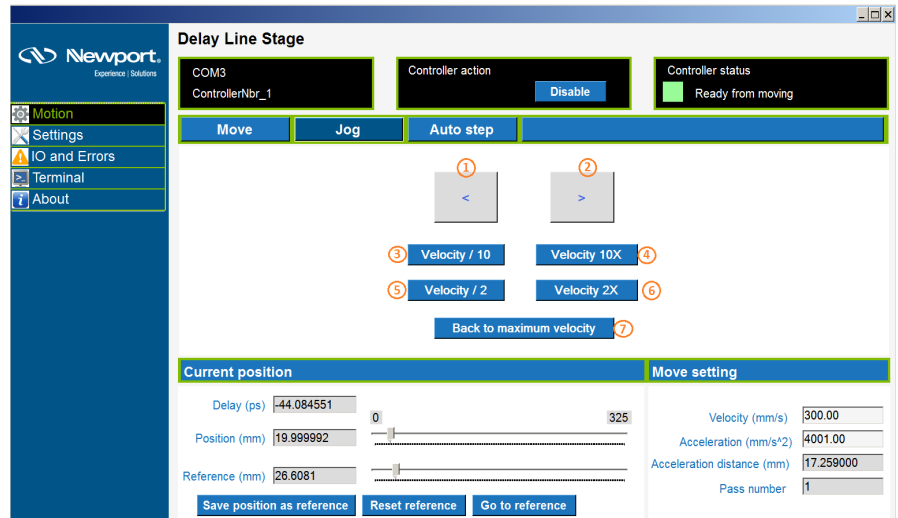 Delay Line Stage
Newport.
Experience | Solutions
COM3
ControllerNbr_1
Controller action
Disable
Controller status
Ready from moving
Motion
Settings
IO and Errors
Terminal
About
Move Jog Auto step
1 2
< >
3 Velocity / 10 Velocity 10X 4
5 Velocity / 2 Velocity 2X 6
Back to maximum velocity 7
Current position
Delay (ps) -44.084551
0 325
Position (mm) 19.999992
Reference (mm) 26.6081
Save position as reference Reset reference Go to reference
Move setting
Velocity (mm/s) 300.00
Acceleration (mm/s^2) 4001.00
Acceleration distance (mm) 17.259000
Pass number 1